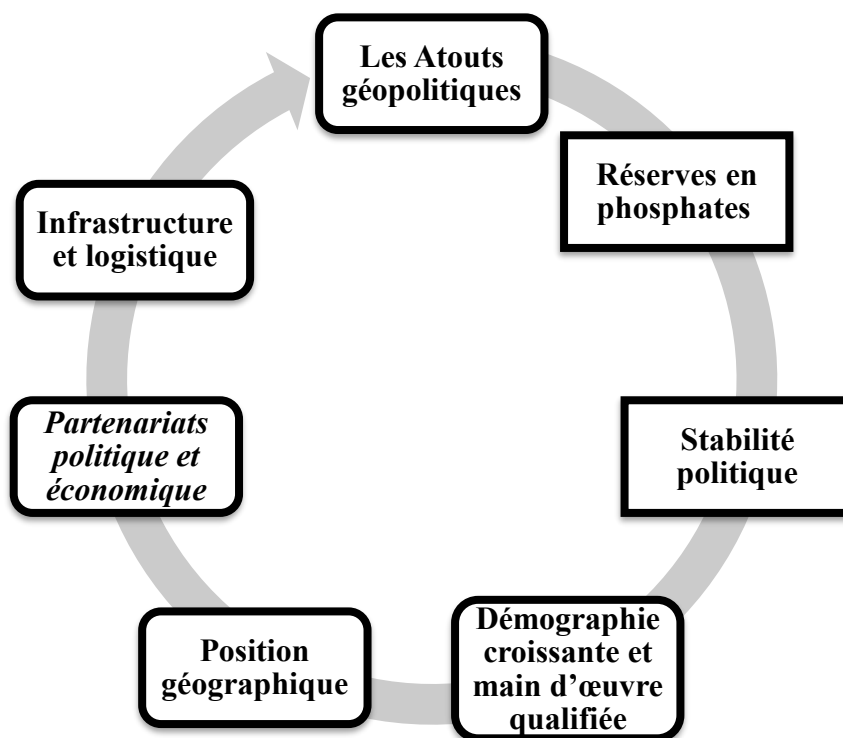 Les Atouts
géopolitiques
Réserves en
phosphates
Stabilité
politique
Démographie
croissante et
main d’œuvre
qualifiée
Position
géographique
Partenariats
politique et
économique
Infrastructure
et logistique